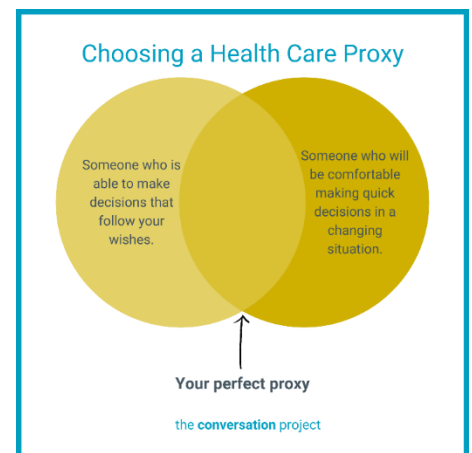 Choosing a Health Care Proxy
Someone who is
able to make
decisions that
follow your
wishes.
Someone who will
be comfortable
making quick
decisions in a
changing
situation.
Your perfect proxy
the conversation project